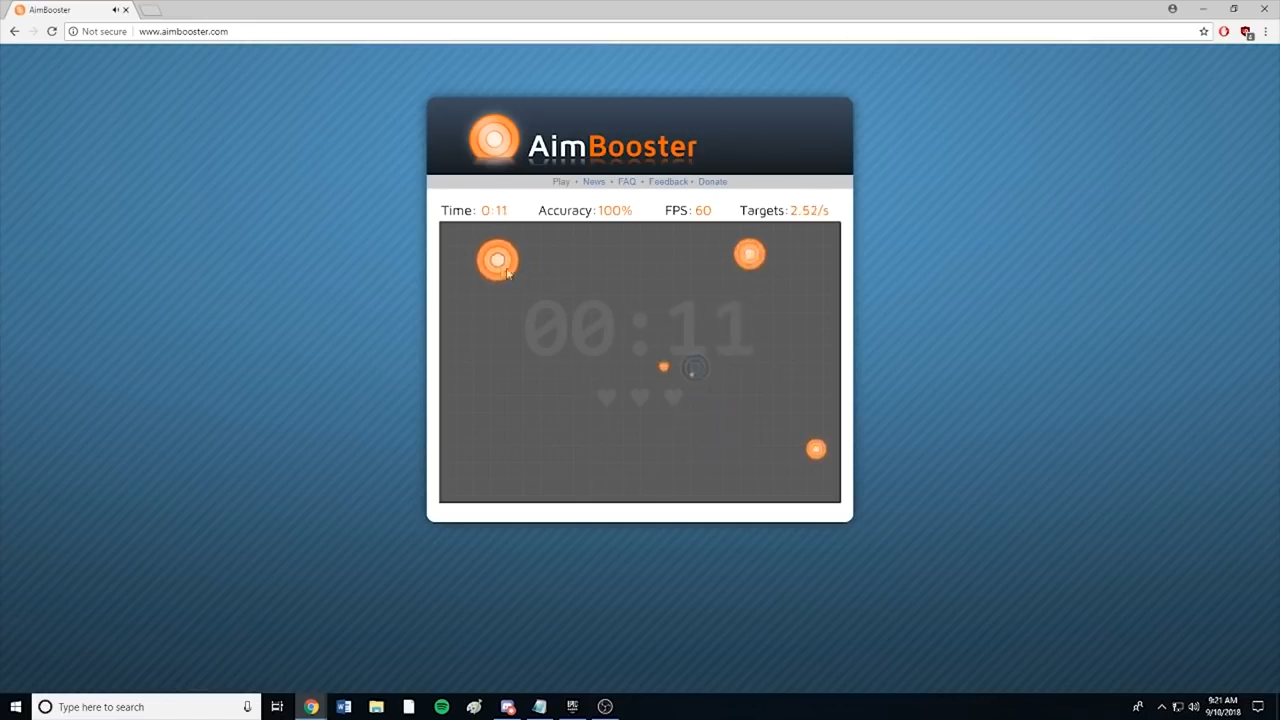 AimBooster
Not secure | www.aimbooster.com
AimBooster
Play • News • FAQ • Feedback • Donate
Time: 0:11 Accuracy: 100% FPS: 60 Targets: 2.52/s
00:11
Type here to search
9:21 AM
9/10/2018